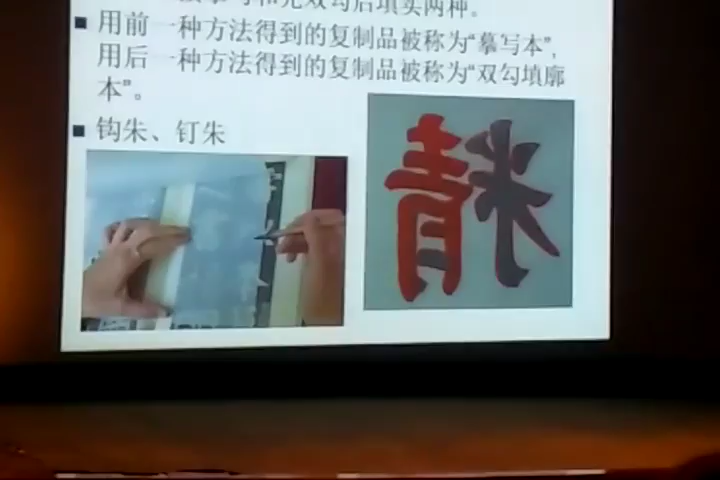 和先双勾后填实两种。
■ 用前一种方法得到的复制品被称为“摹写本”，
用后一种方法得到的复制品被称为“双勾填廓
本”。
■ 钩朱、钉朱
精